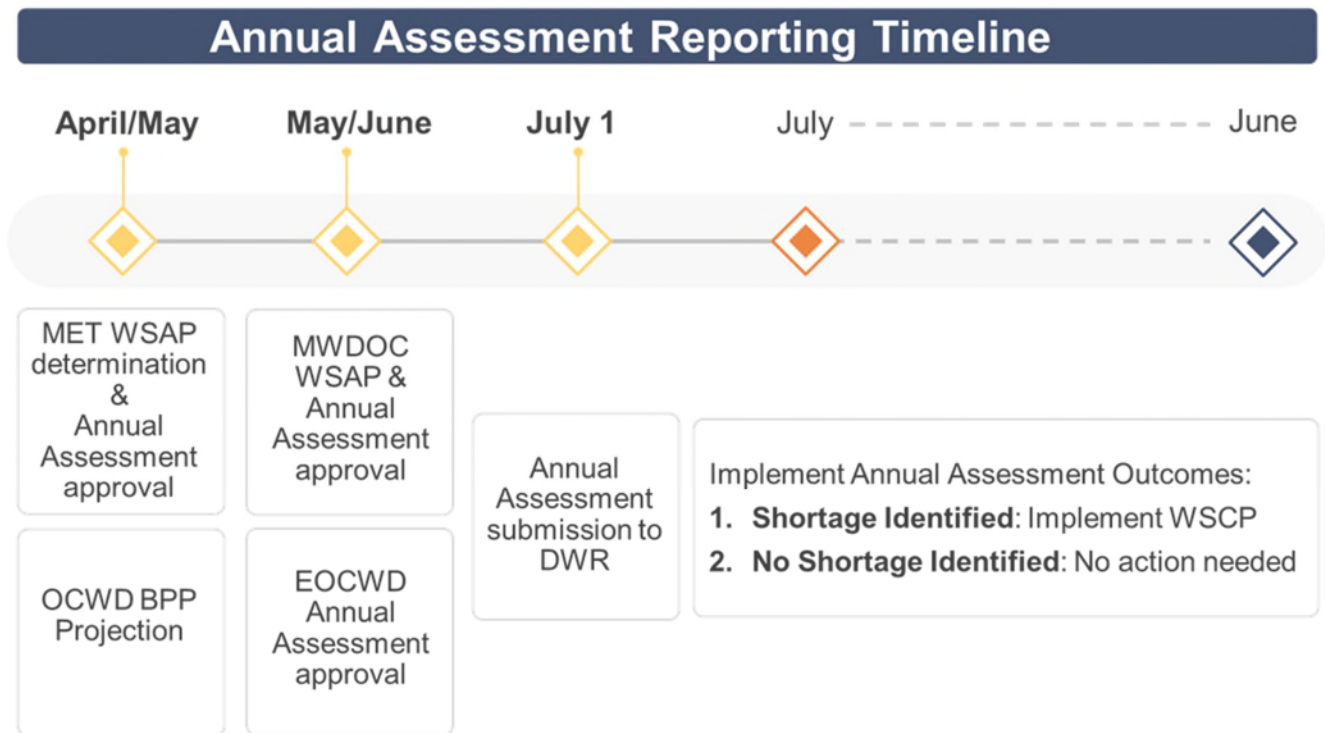 Annual Assessment Reporting Timeline
April/May
May/June
July 1
July
June
MET WSAP
determination
&
Annual
Assessment
approval
OCWD BPP
Projection
MWDOC
WSAP &
Annual
Assessment
approval
EOCWD
Annual
Assessment
approval
Annual
Assessment
submission to
DWR
Implement Annual Assessment Outcomes:
1. Shortage Identified: Implement WSCP
2. No Shortage Identified: No action needed